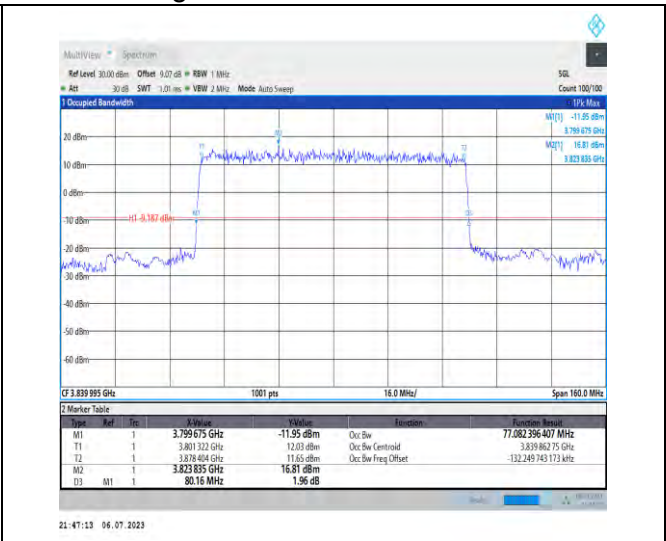 MultiView Spectrum
Ref Level 30.00 dBm Offset 9.07 dB RBW 1 MHz SGL
Att 30 dB SWT 1.01 ms VBW 2 MHz Mode Auto Sweep Count 100/100
1 Occupied Bandwidth 1Pk Max
M1[1] -11.95 dBm
3.799 675 GHz
M2[1] 16.81 dBm
3.823 835 GHz
20 dBm
10 dBm
0 dBm
-10 dBm
H1 -9.187 dBm
-20 dBm
-30 dBm
-40 dBm
-50 dBm
-60 dBm
T1
M2
T2
M1
D3
CF 3.839 995 GHz 1001 pts 16.0 MHz/ Span 160.0 MHz
2 Marker Table
Type Ref Trc X-Value Y-Value Function Function Result
M1 1 3.799 675 GHz -11.95 dBm Occ Bw 77.082 396 407 MHz
T1 1 3.801 322 GHz 12.03 dBm Occ Bw Centroid 3.839 862 75 GHz
T2 1 3.878 404 GHz 11.65 dBm Occ Bw Freq Offset -132.249 743 173 kHz
M2 1 3.823 835 GHz 16.81 dBm
D3 M1 1 80.16 MHz 1.96 dB
21:47:13 06.07.2023